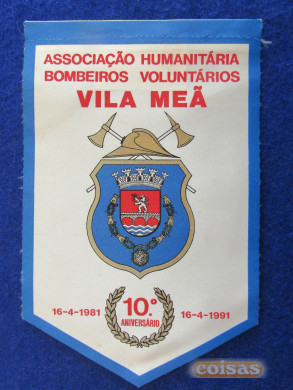 ASSOCIAÇÃO HUMANITÁRIA
BOMBEIROS VOLUNTÁRIOS
VILA MEÃ
16-4-1981
10.º
ANIVERSÁRIO
16-4-1991
coisas